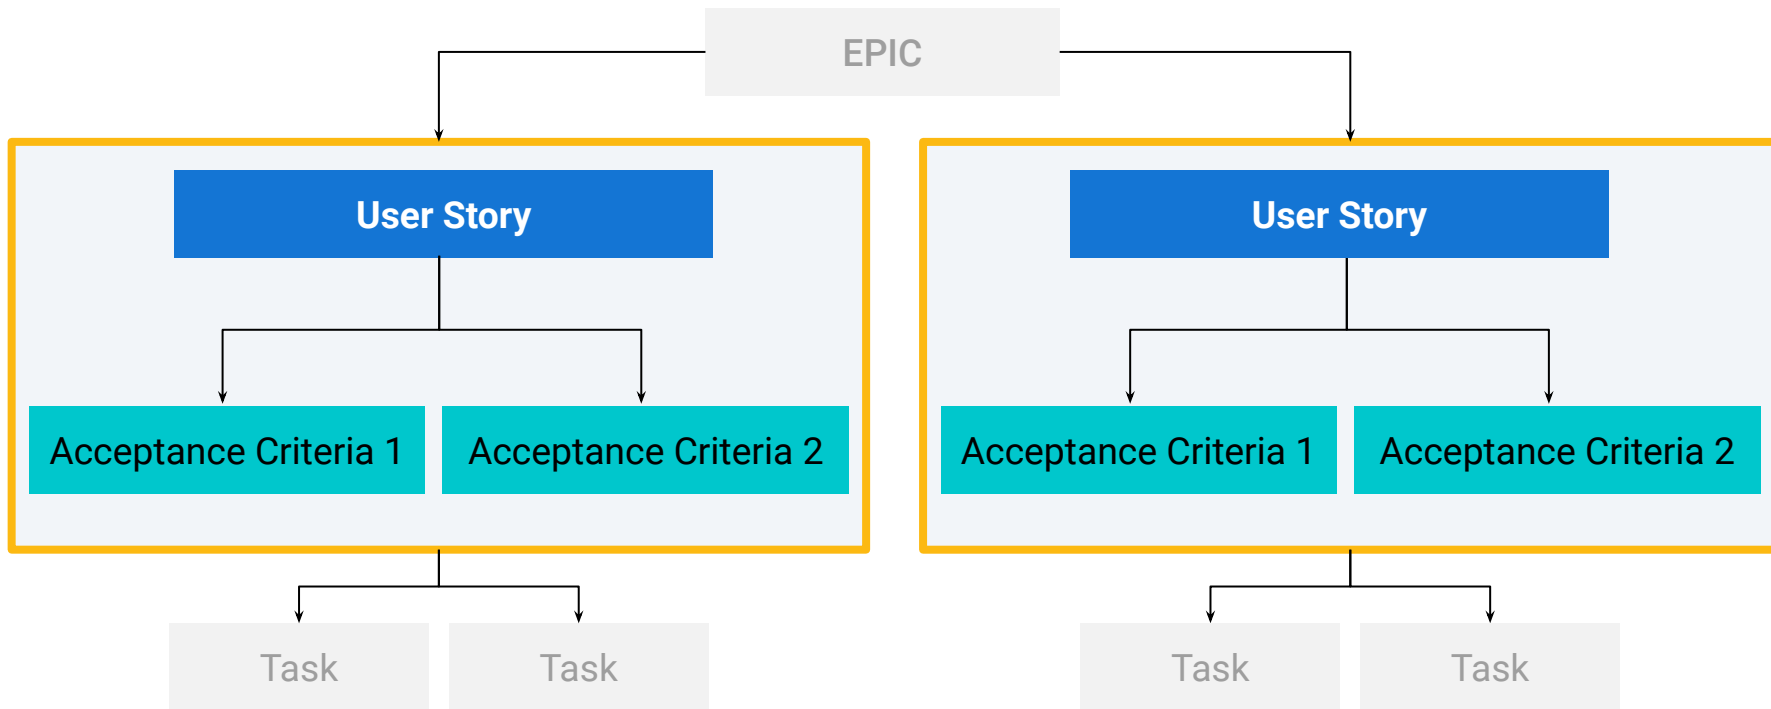 EPIC
User Story
User Story
Acceptance Criteria 1
Acceptance Criteria 2
Acceptance Criteria 1
Acceptance Criteria 2
Task
Task
Task
Task